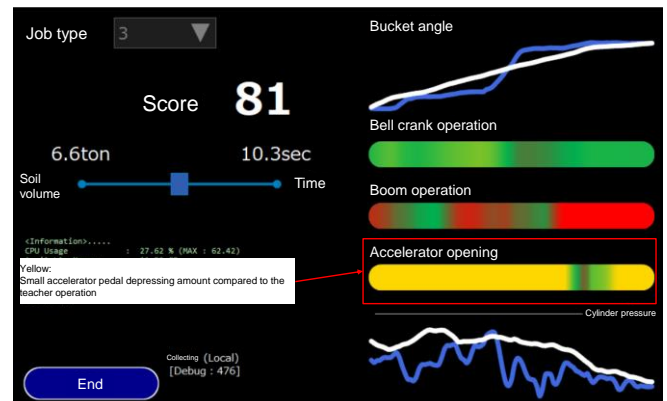 Job type
3
Score 81
6.6ton
10.3sec
Soil
volume
Time
<Information>.....
CPU Usage : 27.62 % (MAX : 62.42)
Yellow:
Small accelerator pedal depressing amount compared to the
teacher operation
Collecting (Local)
[Debug : 476]
End
Bucket angle
Bell crank operation
Boom operation
Accelerator opening
Cylinder pressure